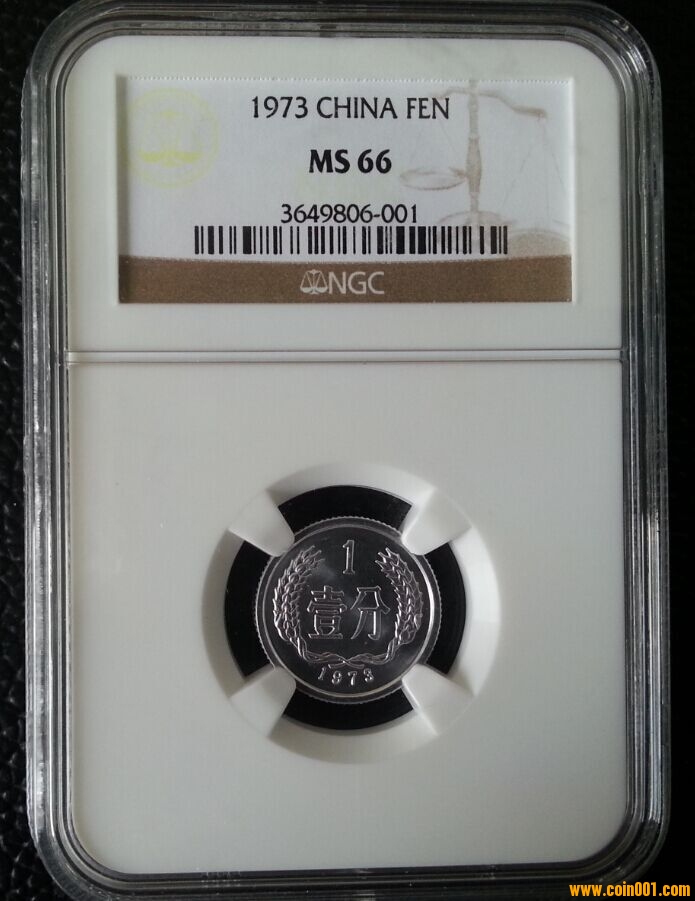 1973 CHINA FEN
MS 66
3649806-001
NGC
1
壹分
1973
www.coin001.com